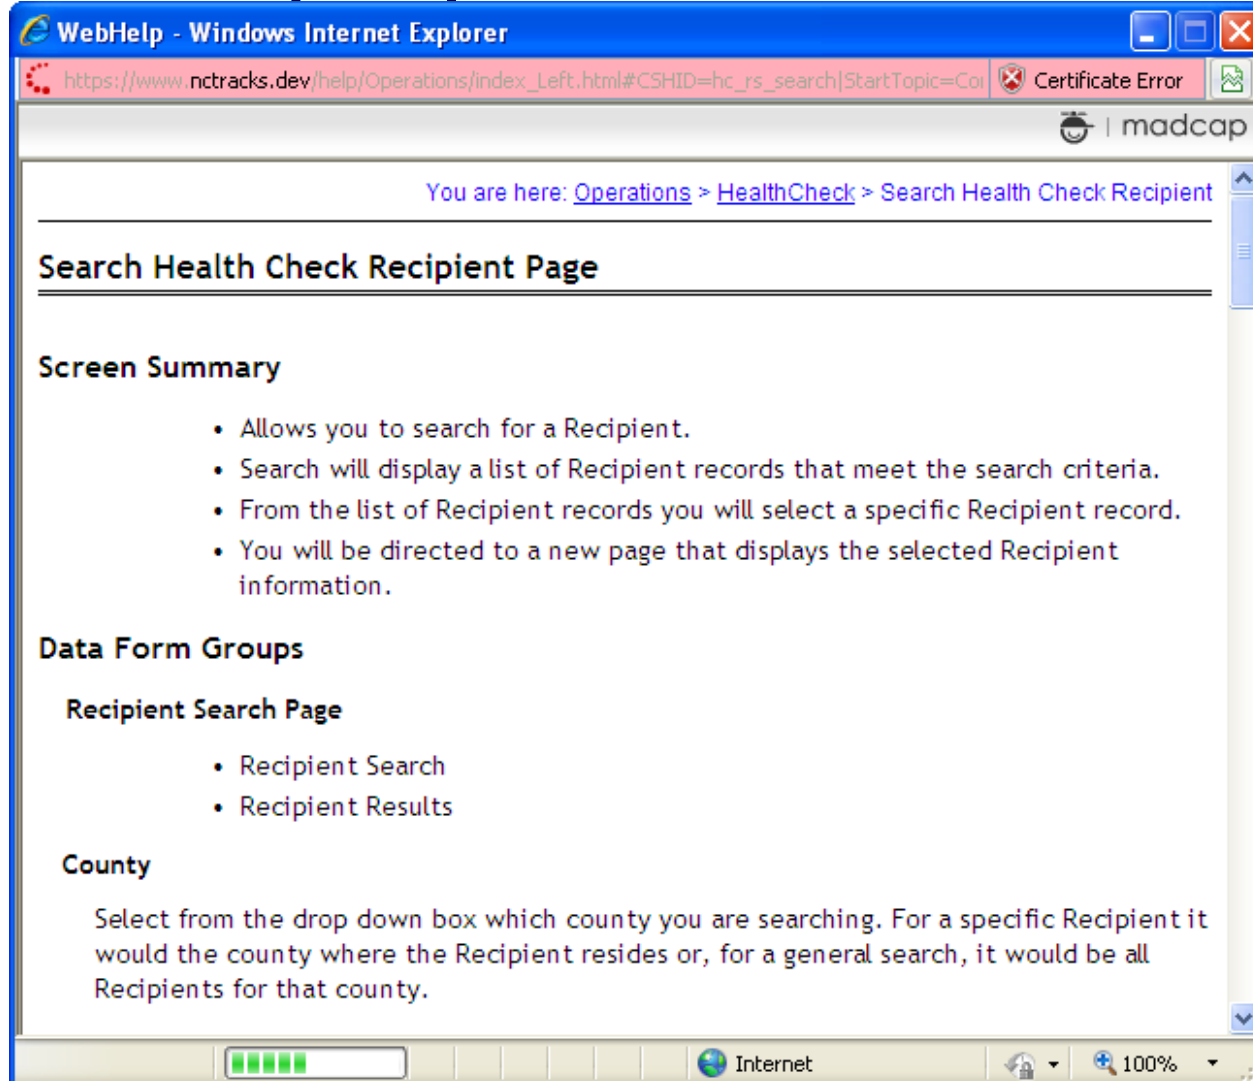 WebHelp - Windows Internet Explorer
https://www.nctracks.dev/help/Operations/index_Left.html#CSHID=hc_rs_search|StartTopic=Co
Certificate Error
madcap
You are here: Operations > HealthCheck > Search Health Check Recipient
Search Health Check Recipient Page
Screen Summary
• Allows you to search for a Recipient.
• Search will display a list of Recipient records that meet the search criteria.
• From the list of Recipient records you will select a specific Recipient record.
• You will be directed to a new page that displays the selected Recipient
information.
Data Form Groups
Recipient Search Page
• Recipient Search
• Recipient Results
County
Select from the drop down box which county you are searching. For a specific Recipient it
would the county where the Recipient resides or, for a general search, it would be all
Recipients for that county.
Internet
100%